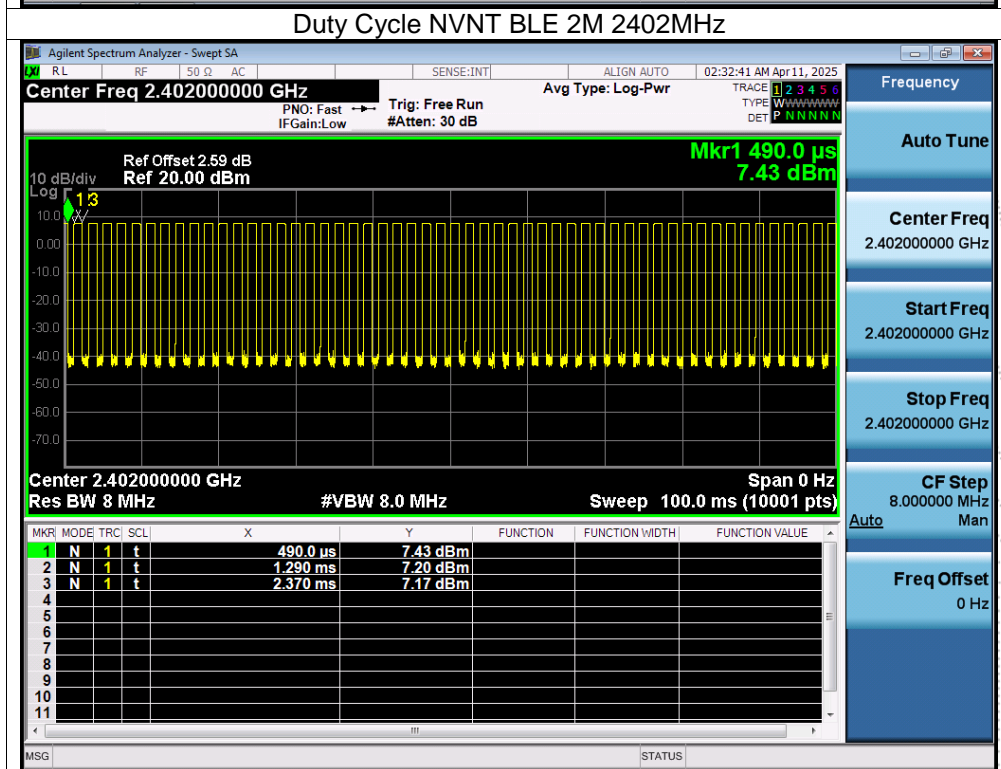 Duty Cycle NVNT BLE 2M 2402MHz
Agilent Spectrum Analyzer - Swept SA
LXI RL RF 50 Ω AC SENSE:INT ALIGN AUTO 02:32:41 AM Apr 11, 2025
Center Freq 2.402000000 GHz
PNO: Fast
IFGain:Low
Trig: Free Run
#Atten: 30 dB
Avg Type: Log-Pwr
TRACE 1 2 3 4 5 6
TYPE WWWWWW
DET P N N N N N
Mkr1 490.0 µs
7.43 dBm
Ref Offset 2.59 dB
10 dB/div Ref 20.00 dBm
Log
10.0
0.00
-10.0
-20.0
-30.0
-40.0
-50.0
-60.0
-70.0
Center 2.402000000 GHz Span 0 Hz
Res BW 8 MHz #VBW 8.0 MHz Sweep 100.0 ms (10001 pts)
MKR MODE TRC SCL X Y FUNCTION FUNCTION WIDTH FUNCTION VALUE
1 N 1 t 490.0 µs 7.43 dBm
2 N 1 t 1.290 ms 7.20 dBm
3 N 1 t 2.370 ms 7.17 dBm
4
5
6
7
8
9
10
11
MSG STATUS
Frequency
Auto Tune
Center Freq
2.402000000 GHz
Start Freq
2.402000000 GHz
Stop Freq
2.402000000 GHz
CF Step
8.000000 MHz
Auto Man
Freq Offset
0 Hz